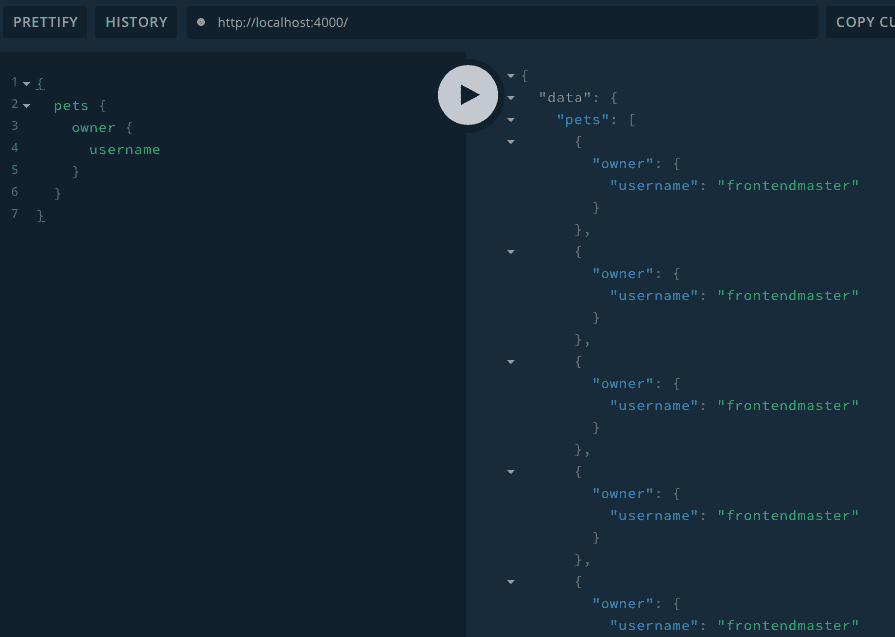 PRETTIFY HISTORY http://localhost:4000/ COPY CU
1 {
2 pets {
3 owner {
4 username
5 }
6 }
7 }
{
"data": {
"pets": [
{
"owner": {
"username": "frontendmaster"
}
},
{
"owner": {
"username": "frontendmaster"
}
},
{
"owner": {
"username": "frontendmaster"
}
},
{
"owner": {
"username": "frontendmaster"
}
},
{
"owner": {
"username": "frontendmaster"